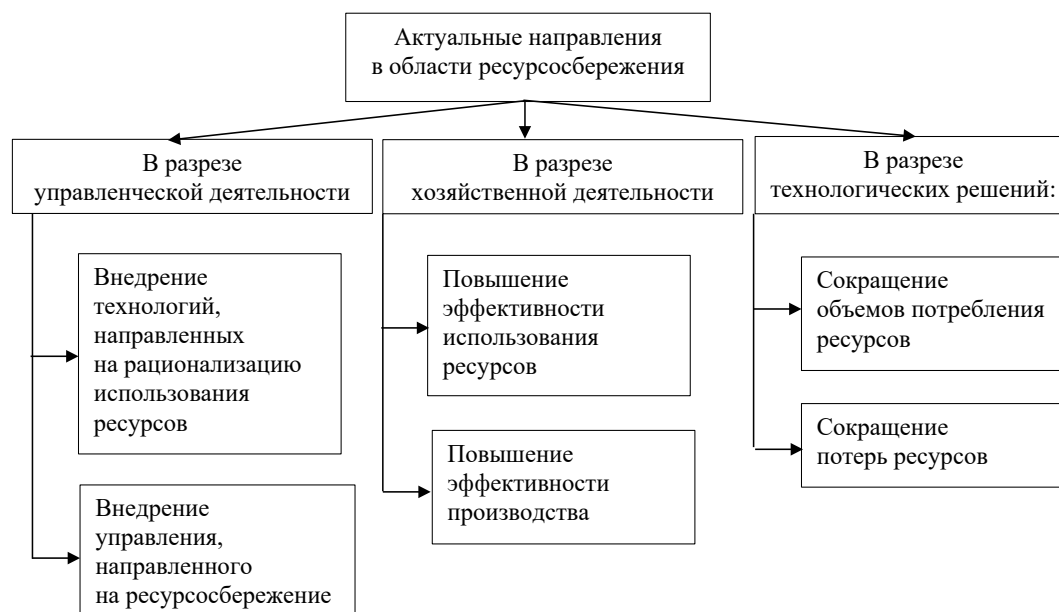 Актуальные направления
в области ресурсосбережения
В разрезе
управленческой деятельности
В разрезе
хозяйственной деятельности
В разрезе
технологических решений:
Внедрение
технологий,
направленных
на рационализацию
использования
ресурсов
Внедрение
управления,
направленного
на ресурсосбережение
Повышение
эффективности
использования
ресурсов
Повышение
эффективности
производства
Сокращение
объемов потребления
ресурсов
Сокращение
потерь ресурсов